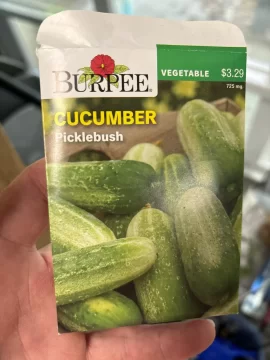 BURPEE®
VEGETABLE $3.29
725 mg.
CUCUMBER
Picklebush